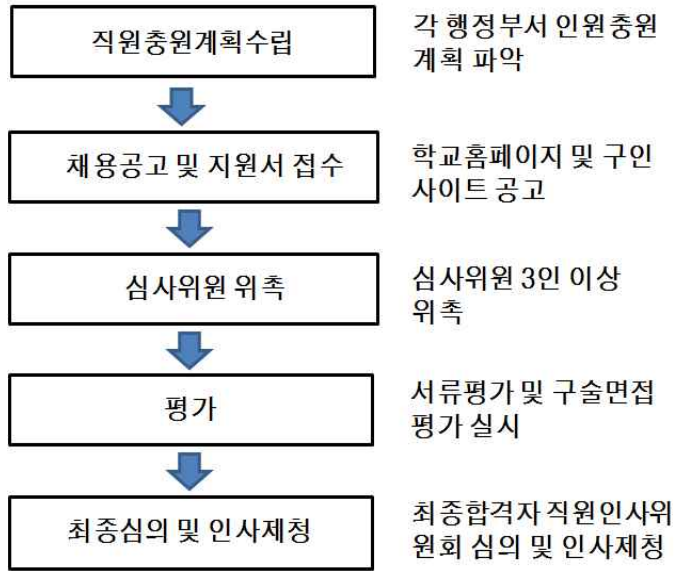 직원충원계획수립
각 행정부서 인원충원
계획 파악
채용공고 및 지원서 접수
학교홈페이지 및 구인
사이트 공고
심사위원 위촉
심사위원 3인 이상
위촉
평가
서류평가 및 구술면접
평가 실시
최종심의 및 인사제청
최종합격자 직원인사위
원회 심의 및 인사제청